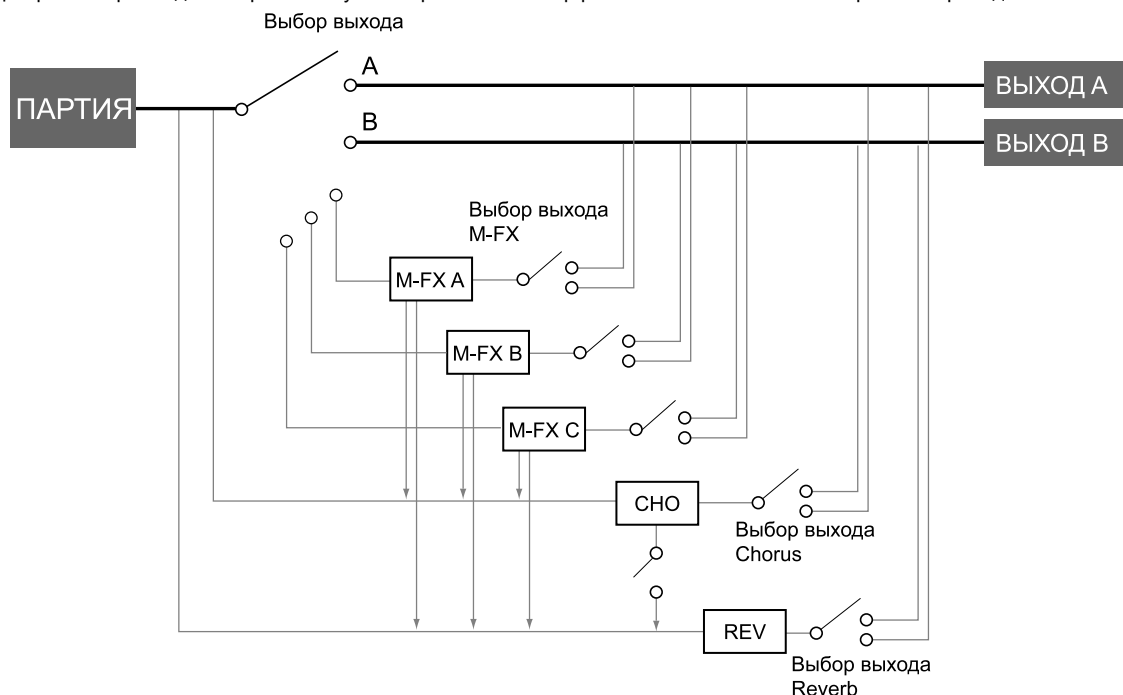 Выбор выхода
A
ПАРТИЯ
ВЫХОД A
B
ВЫХОД B
Выбор выхода
M-FX
M-FX A
M-FX B
M-FX C
CHO
Выбор выхода
Chorus
REV
Выбор выхода
Reverb